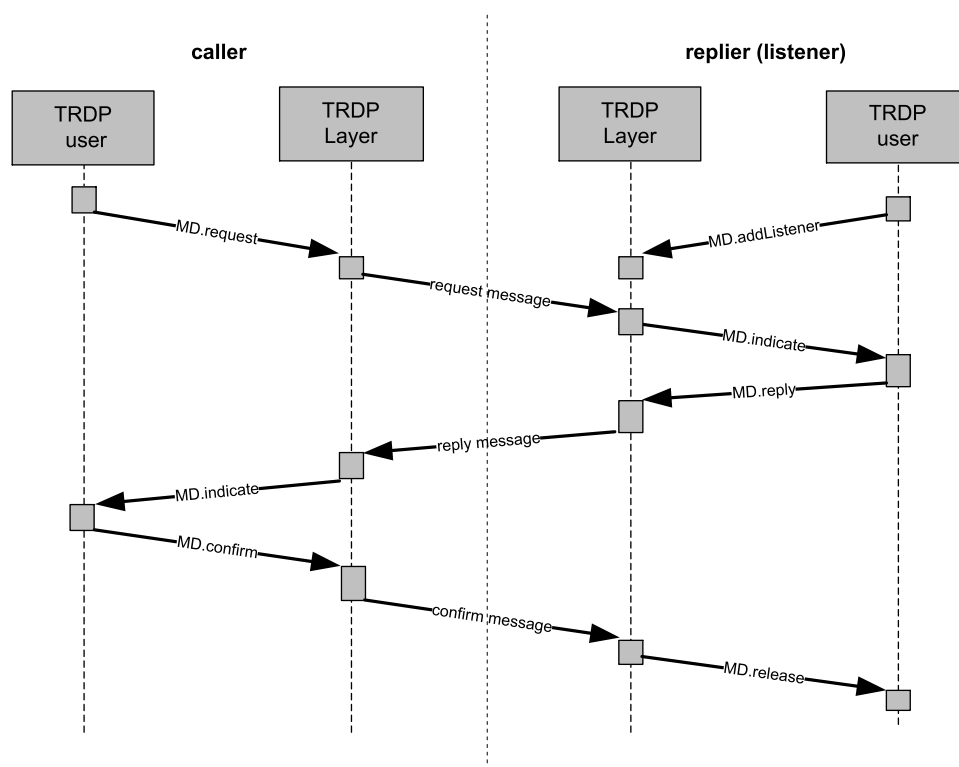 caller
replier (listener)
TRDP
user
TRDP
Layer
TRDP
Layer
TRDP
user
MD.request
MD.addListener
request message
MD.indicate
MD.reply
reply message
MD.indicate
MD.confirm
confirm message
MD.release